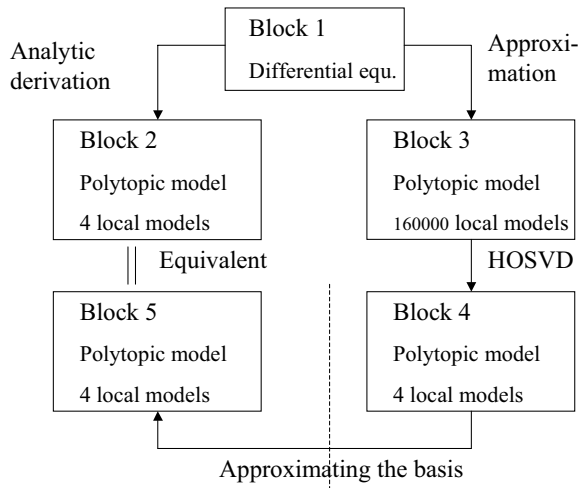 Block 1
Differential equ.
Analytic
derivation
Approxi-
mation
Block 2
Polytopic model
4 local models
Block 3
Polytopic model
160000 local models
Equivalent
HOSVD
Block 5
Polytopic model
4 local models
Block 4
Polytopic model
4 local models
Approximating the basis